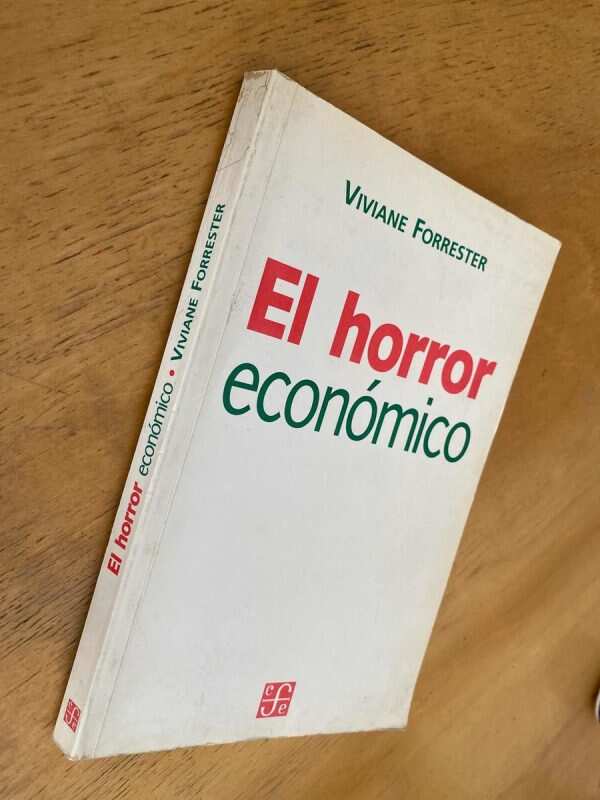 VIVIANE FORRESTER
El horror
económico
El horror económico • VIVIANE FORRESTER